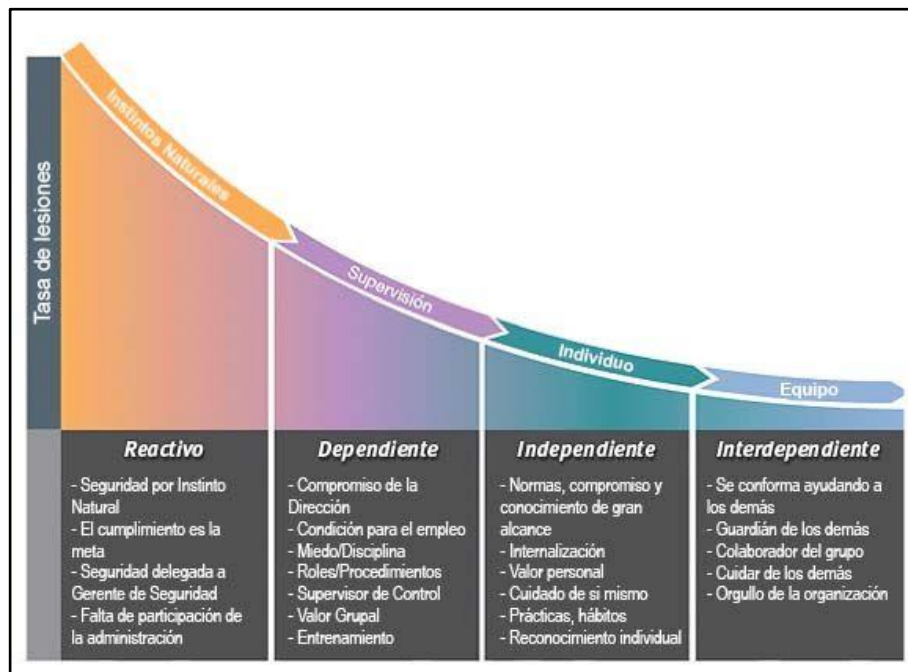 Tasa de lesiones
Instintos Naturales
Supervisión
Individuo
Equipo
Reactivo
- Seguridad por Instinto
Natural
- El cumplimiento es la
meta
- Seguridad delegada a
Gerente de Seguridad
- Falta de participación de
la administración
Dependiente
- Compromiso de la
Dirección
- Condición para el empleo
- Miedo/Disciplina
- Roles/Procedimientos
- Supervisor de Control
- Valor Grupal
- Entrenamiento
Independiente
- Normas, compromiso y
conocimiento de gran
alcance
- Internalización
- Valor personal
- Cuidado de si mismo
- Prácticas, hábitos
- Reconocimiento individual
Interdependiente
- Se conforma ayudando a
los demás
- Guardián de los demás
- Colaborador del grupo
- Cuidar de los demás
- Orgullo de la organización